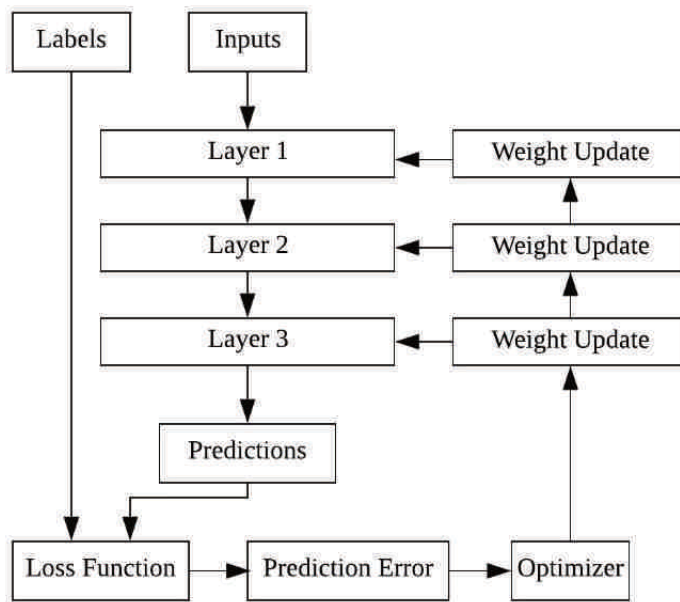 Labels
Inputs
Layer 1
Weight Update
Layer 2
Weight Update
Layer 3
Weight Update
Predictions
Loss Function
Prediction Error
Optimizer